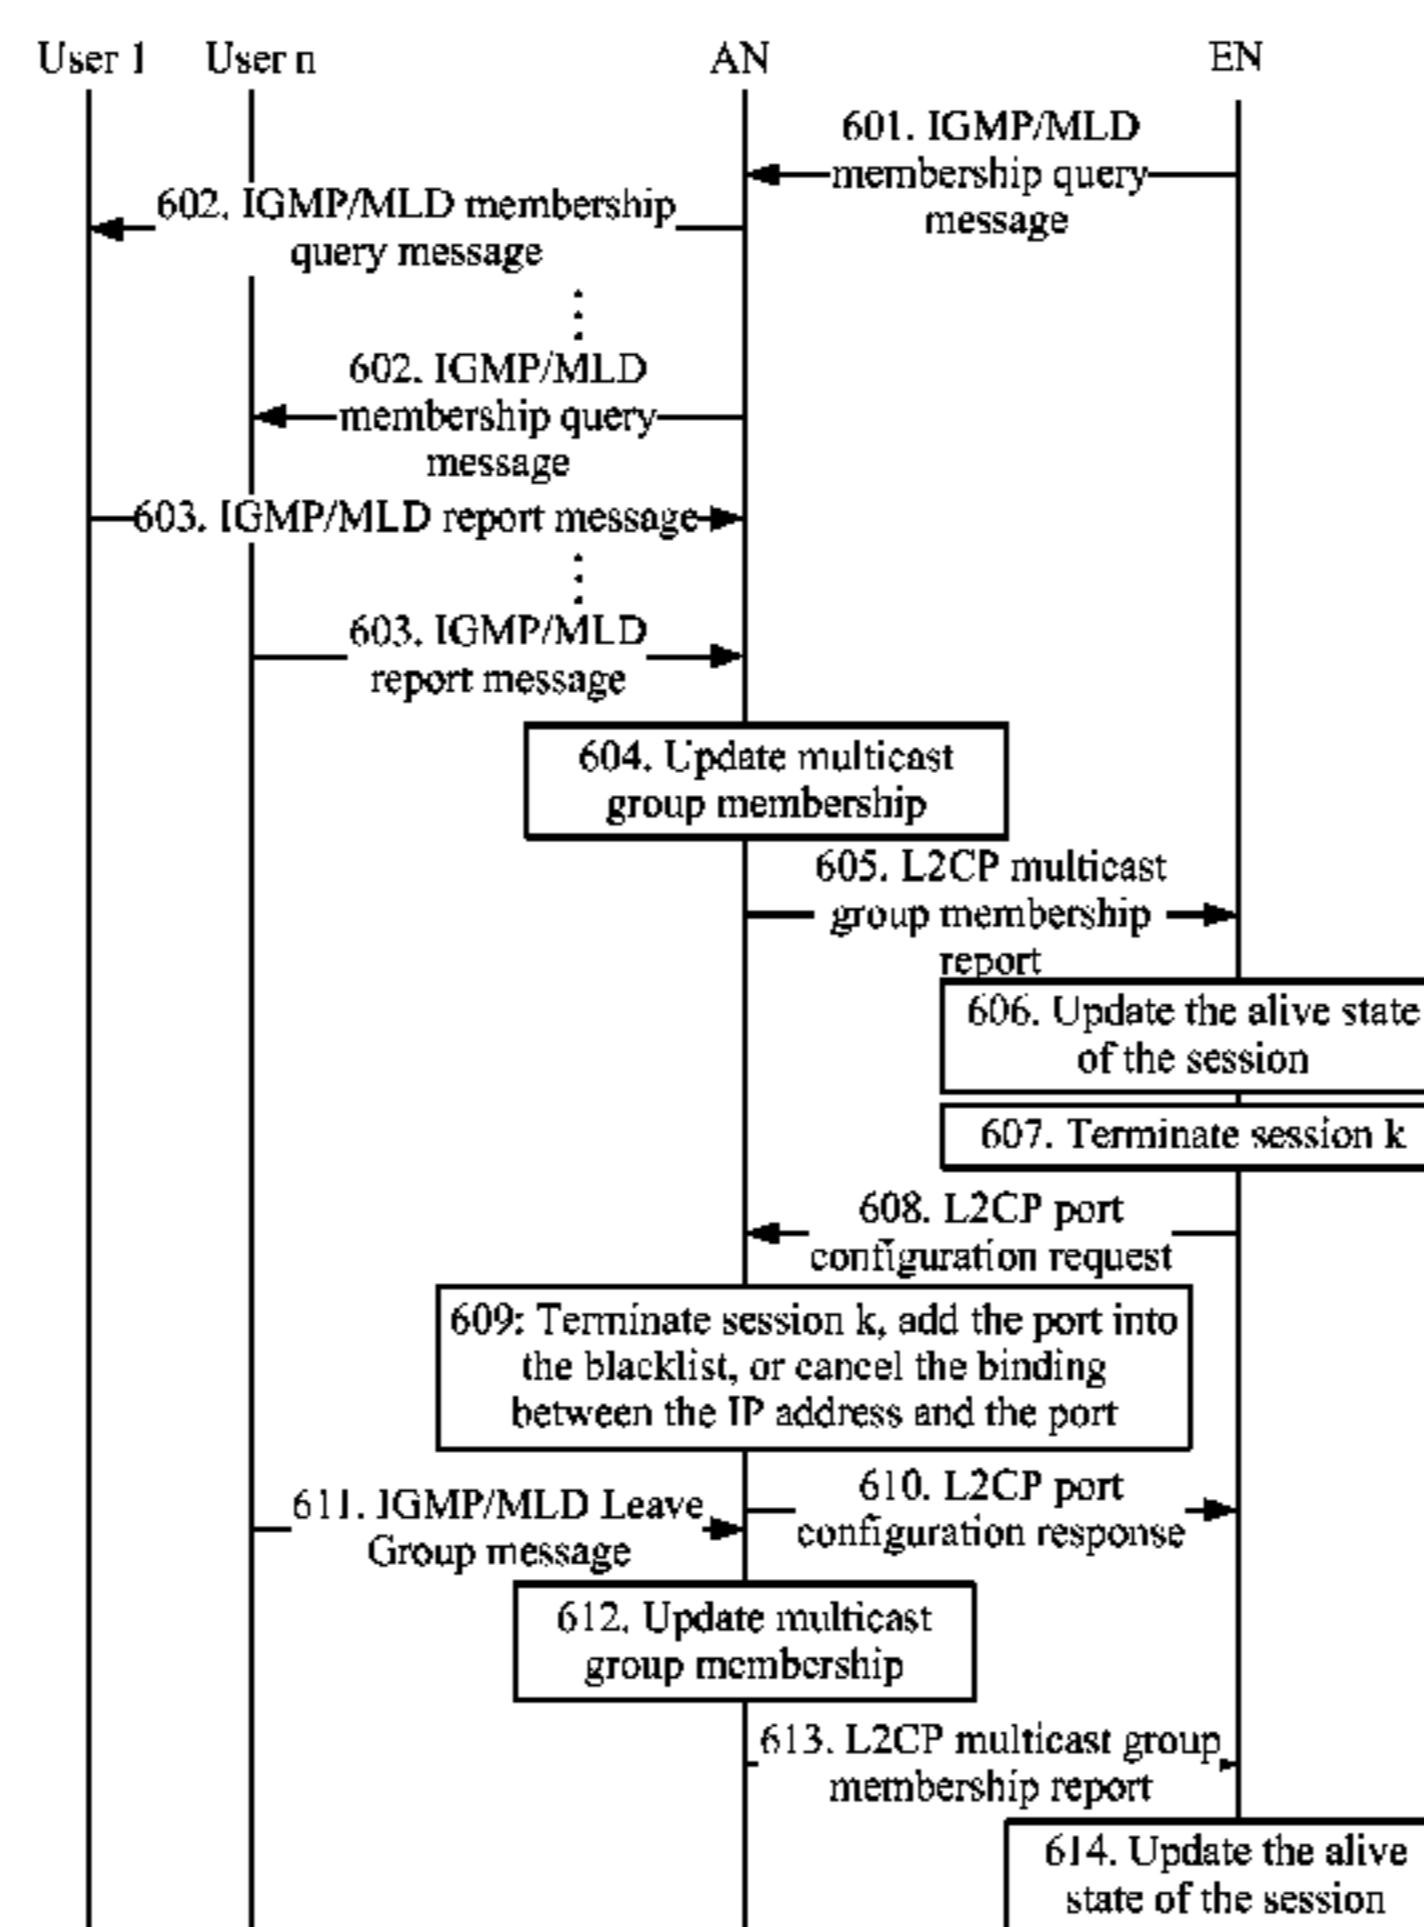 User 1
User n
AN
EN
601. IGMP/MLD
membership query
message
602. IGMP/MLD membership
query message
602. IGMP/MLD
membership query
message
603. IGMP/MLD report message
603. IGMP/MLD
report message
604. Update multicast
group membership
605. L2CP multicast
group membership
report
606. Update the alive state
of the session
607. Terminate session k
608. L2CP port
configuration request
609: Terminate session k, add the port into
the blacklist, or cancel the binding
between the IP address and the port
610. L2CP port
configuration response
611. IGMP/MLD Leave
Group message
612. Update multicast
group membership
613. L2CP multicast group
membership report
614. Update the alive
state of the session